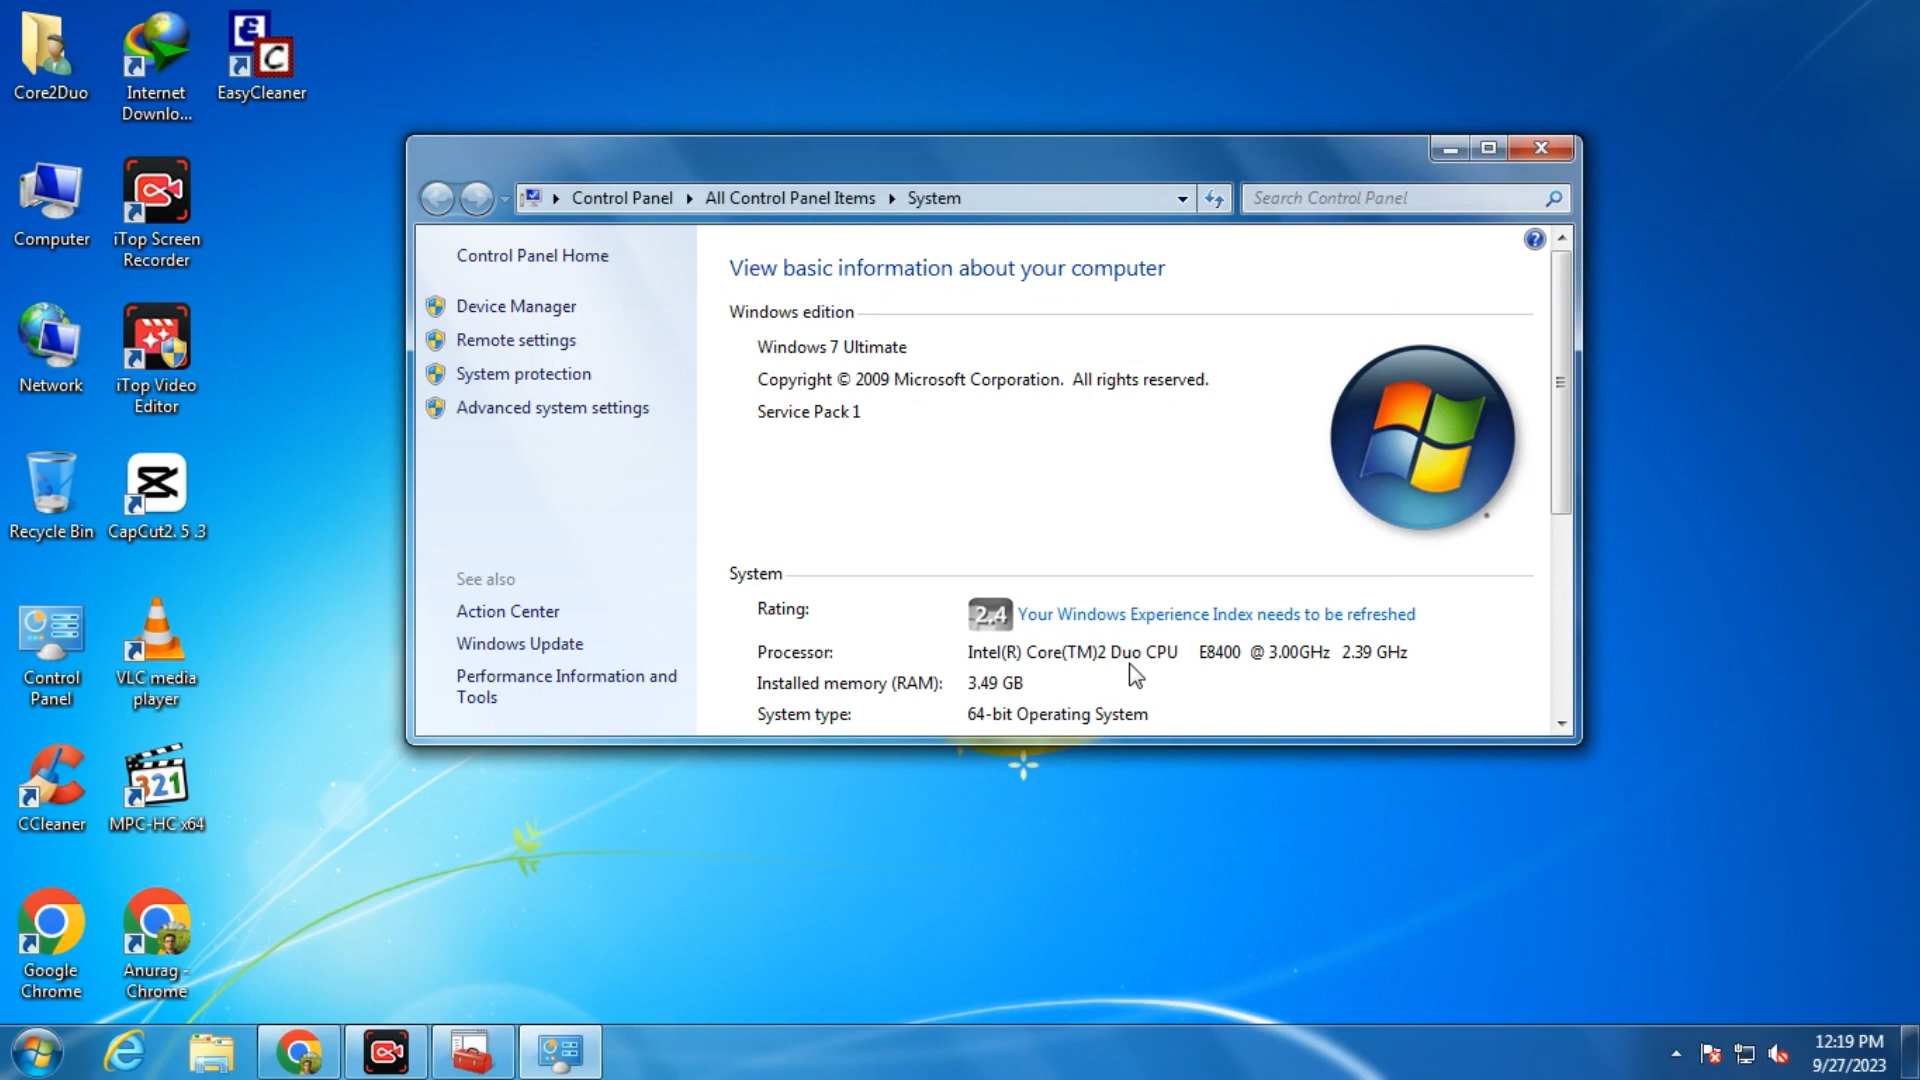 Core2Duo
Internet
Downlo...
EasyCleaner
Computer
iTop Screen
Recorder
Network
iTop Video
Editor
Recycle Bin
CapCut2. 5 .3
Control
Panel
VLC media
player
CCleaner
321
MPC-HC x64
Google
Chrome
Anurag -
Chrome
Control Panel
All Control Panel Items
System
Search Control Panel
Control Panel Home
Device Manager
Remote settings
System protection
Advanced system settings
See also
Action Center
Windows Update
Performance Information and
Tools
View basic information about your computer
Windows edition
Windows 7 Ultimate
Copyright © 2009 Microsoft Corporation. All rights reserved.
Service Pack 1
System
Rating:
2.4 Your Windows Experience Index needs to be refreshed
Processor:
Intel(R) Core(TM)2 Duo CPU E8400 @ 3.00GHz 2.39 GHz
Installed memory (RAM):
3.49 GB
System type:
64-bit Operating System
12:19 PM
9/27/2023